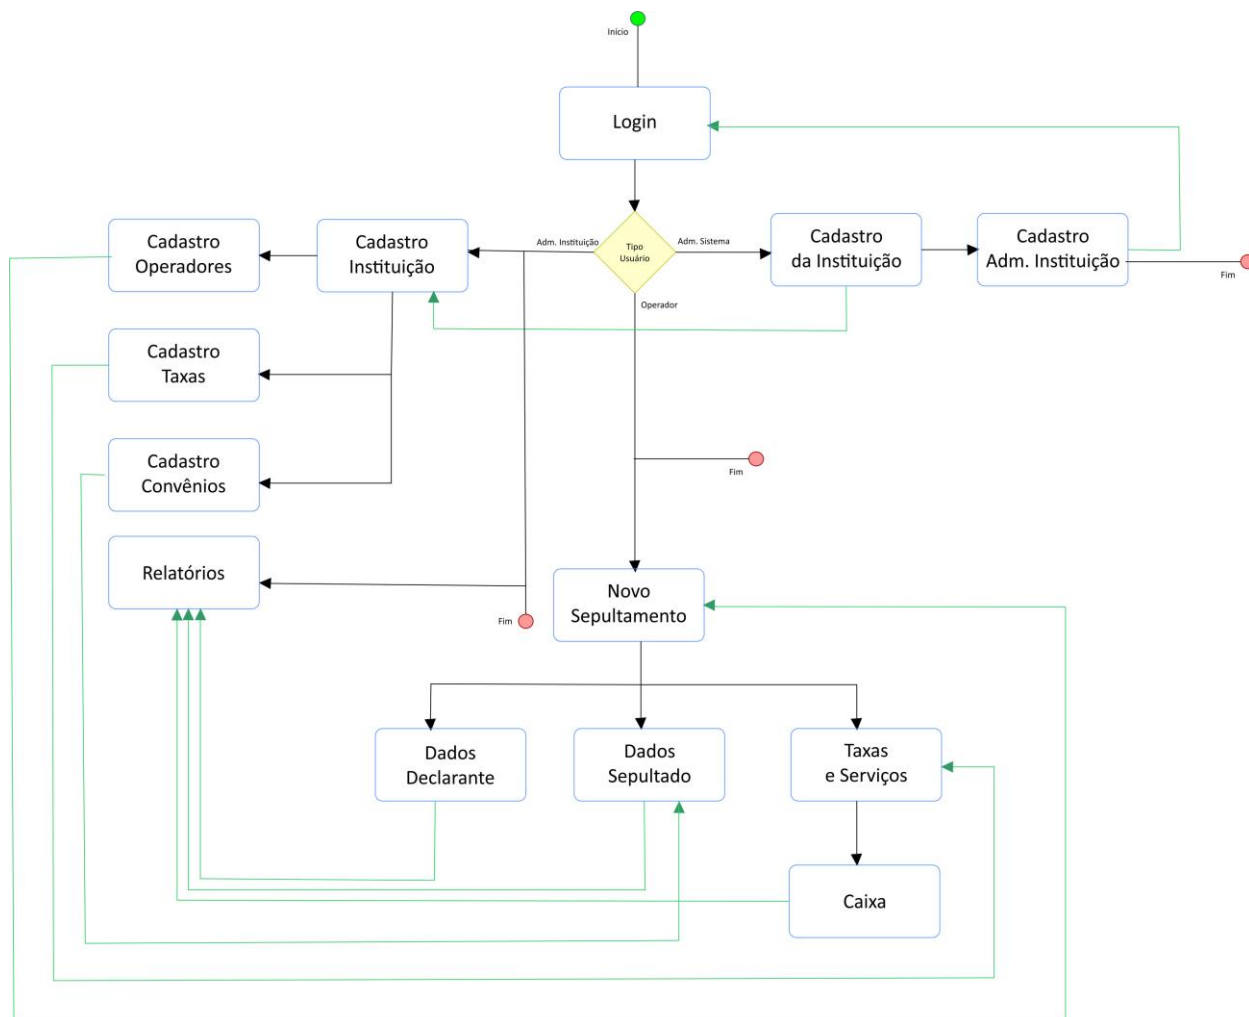 Início
Login
Adm. Instituição
Tipo
Usuário
Adm. Sistema
Operador
Cadastro
Operadores
Cadastro
Instituição
Cadastro
da Instituição
Cadastro
Adm. Instituição
Fim
Cadastro
Taxas
Cadastro
Convênios
Fim
Relatórios
Fim
Novo
Sepultamento
Dados
Declarante
Dados
Sepultado
Taxas
e Serviços
Caixa